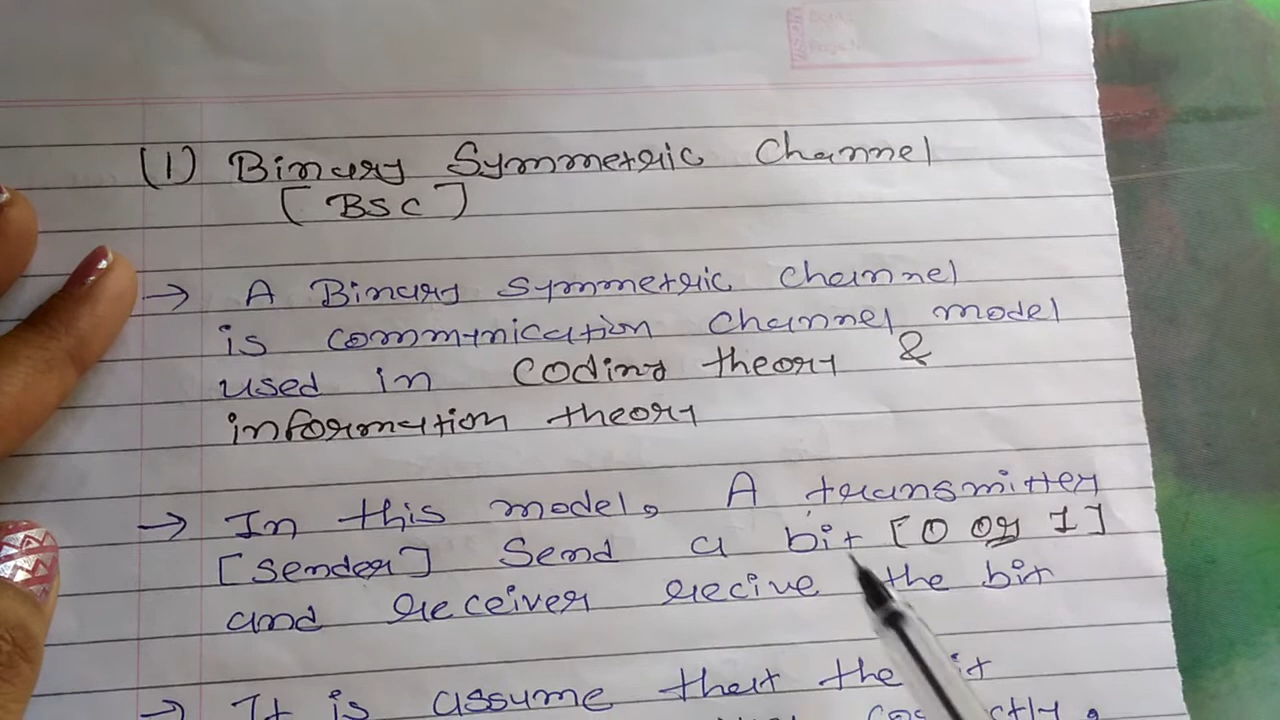 (1) Binary Symmetric Channel
[BSC]
→ A Binary Symmetric Channel
is communication channel model
used in coding theory &
information theory
→ In this model, A transmitter
[sender] Send a bit [0 or 1]
and receiver recive the bit
→ It is assume that the